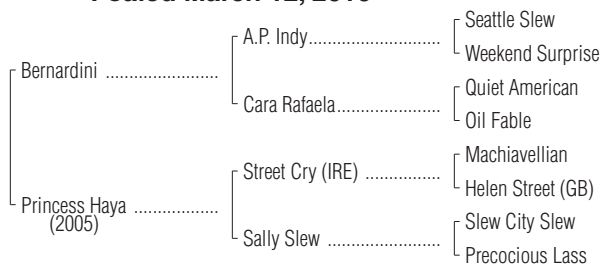 Foaled March 12,
Seattle Slew
A.P. Indy
Weekend Surprise
Bernardini
Quiet American
Cara Rafaela
Oil Fable
Machiavellian
Street Cry (IRE)
Helen Street (GB)
Princess Haya
(2005)
Slew City Slew
Sally Slew
Precocious Lass